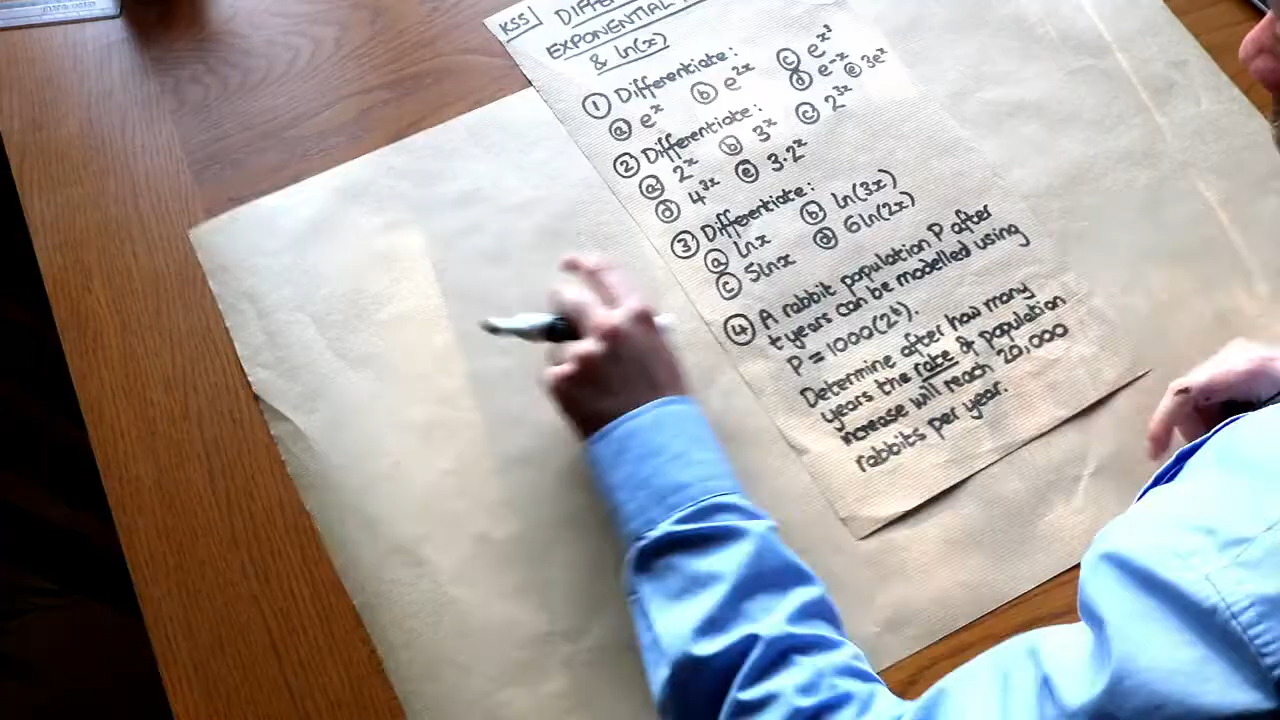 KS5
EXPONENTIAL
& ln(x)
① Differentiate:
ⓐ eˣ ⓑ e²ˣ ⓒ
ⓓ e⁻ˣ ⓔ 3eˣ
② Differentiate:
ⓐ 2ˣ ⓑ 3ˣ ⓒ 2³ˣ
ⓓ 4³ˣ ⓔ 3·2ˣ
③ Differentiate:
ⓐ lnx ⓑ ln(3x)
ⓒ 5lnx ⓓ 6ln(2x)
④ A rabbit population P after
t years can be modelled using
P = 1000(2ᵗ).
Determine after how many
years the rate of population
increase will reach 20,000
rabbits per year.